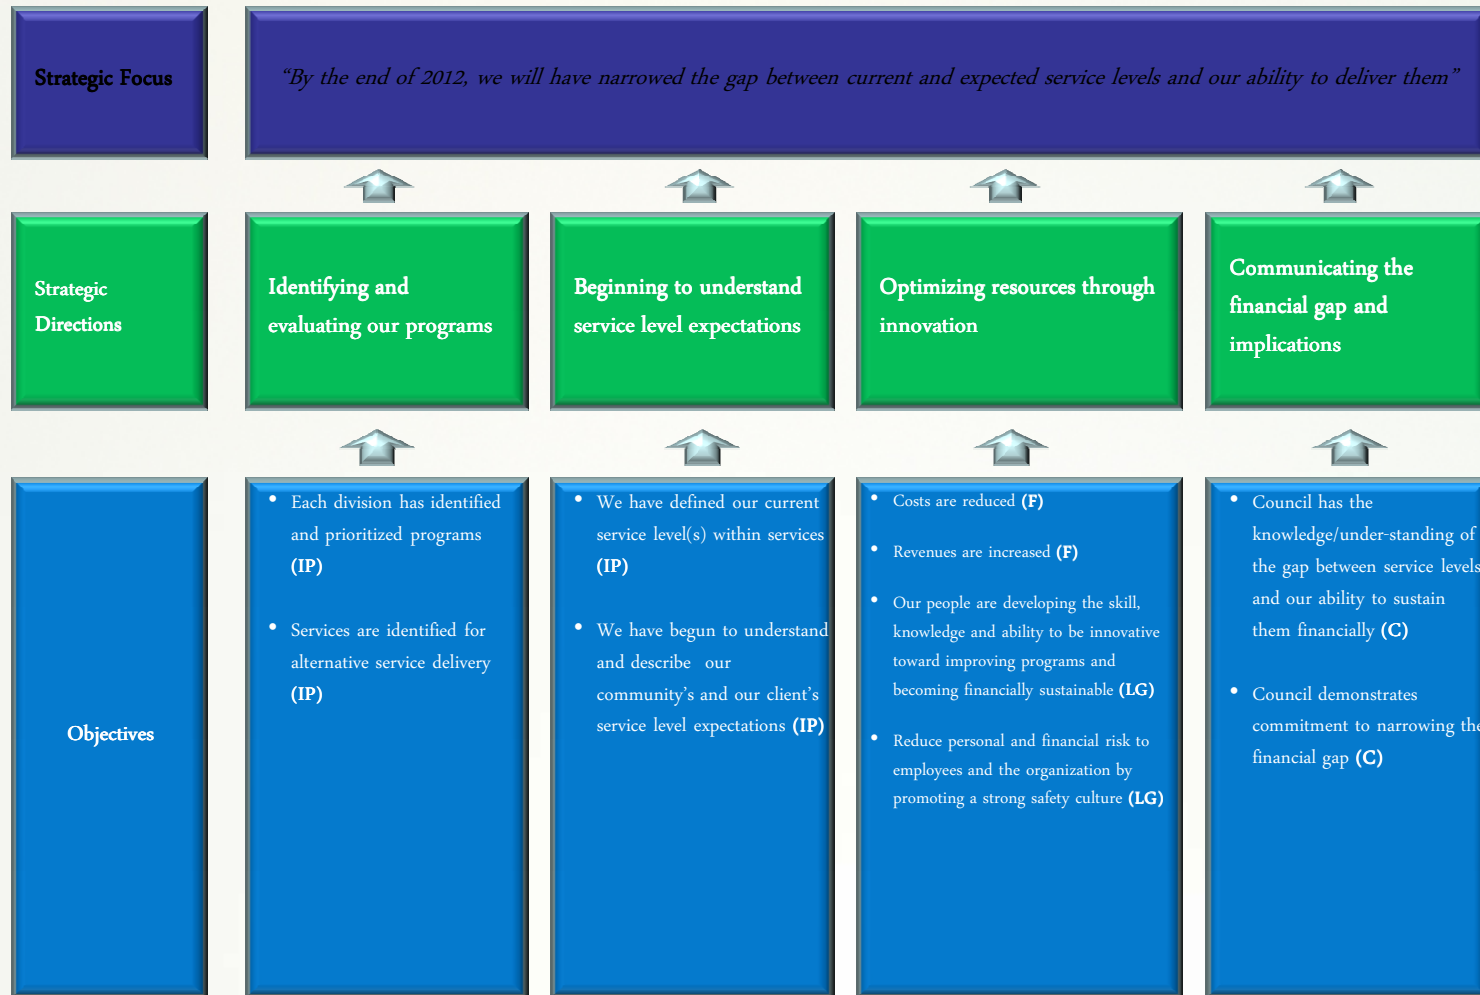 Strategic Focus
“By the end of 2012, we will have narrowed the gap between current and expected service levels and our ability to deliver them”
Strategic
Directions
Identifying and
evaluating our programs
Beginning to understand
service level expectations
Optimizing resources through
innovation
Communicating the
financial gap and
implications
Objectives
• Each division has identified
and prioritized programs
(IP)
• Services are identified for
alternative service delivery
(IP)
• We have defined our current
service level(s) within services
(IP)
• We have begun to understand
and describe our
community’s and our client’s
service level expectations (IP)
• Costs are reduced (F)
• Revenues are increased (F)
• Our people are developing the skill,
knowledge and ability to be innovative
toward improving programs and
becoming financially sustainable (LG)
• Reduce personal and financial risk to
employees and the organization by
promoting a strong safety culture (LG)
• Council has the
knowledge/under-standing of
the gap between service levels
and our ability to sustain
them financially (C)
• Council demonstrates
commitment to narrowing the
financial gap (C)